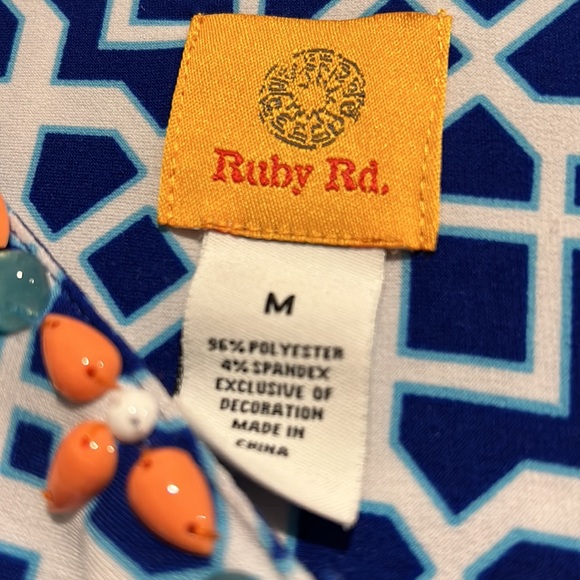 Ruby Rd.
M
96% POLYESTER
4% SPANDEX
EXCLUSIVE OF
DECORATION
MADE IN
CHINA